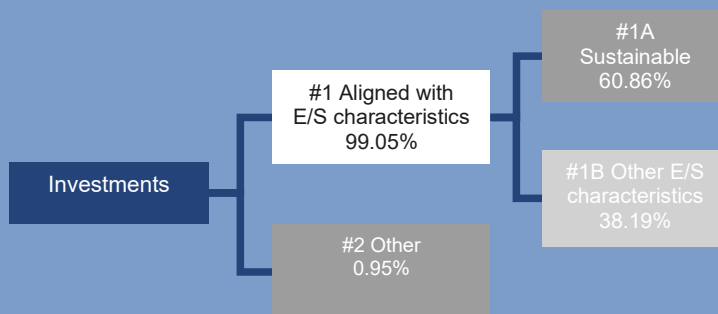 Investments
#1 Aligned with
E/S characteristics
99.05%
#2 Other
0.95%
#1A
Sustainable
60.86%
#1B Other E/S
characteristics
38.19%